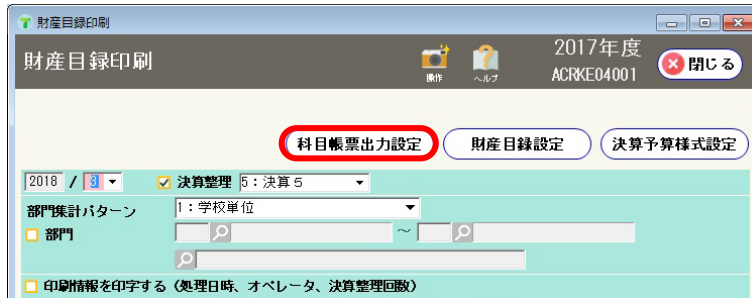 財産目録印刷
財産目録印刷
操作
ヘルプ
2017年度
ACRKE04001
閉じる
科目帳票出力設定
財産目録設定
決算予算様式設定
2018 / 3
決算整理 5:決算5
部門集計パターン 1:学校単位
部門 ~
印刷情報を印字する(処理日時、オペレータ、決算整理回数)